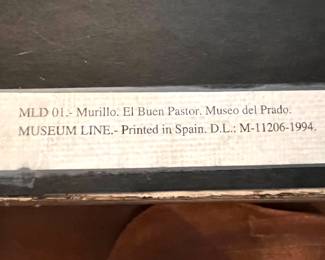 MLD 01.- Murillo. El Buen Pastor. Museo del Prado.
MUSEUM LINE.- Printed in Spain. D.L.: M-11206-1994.